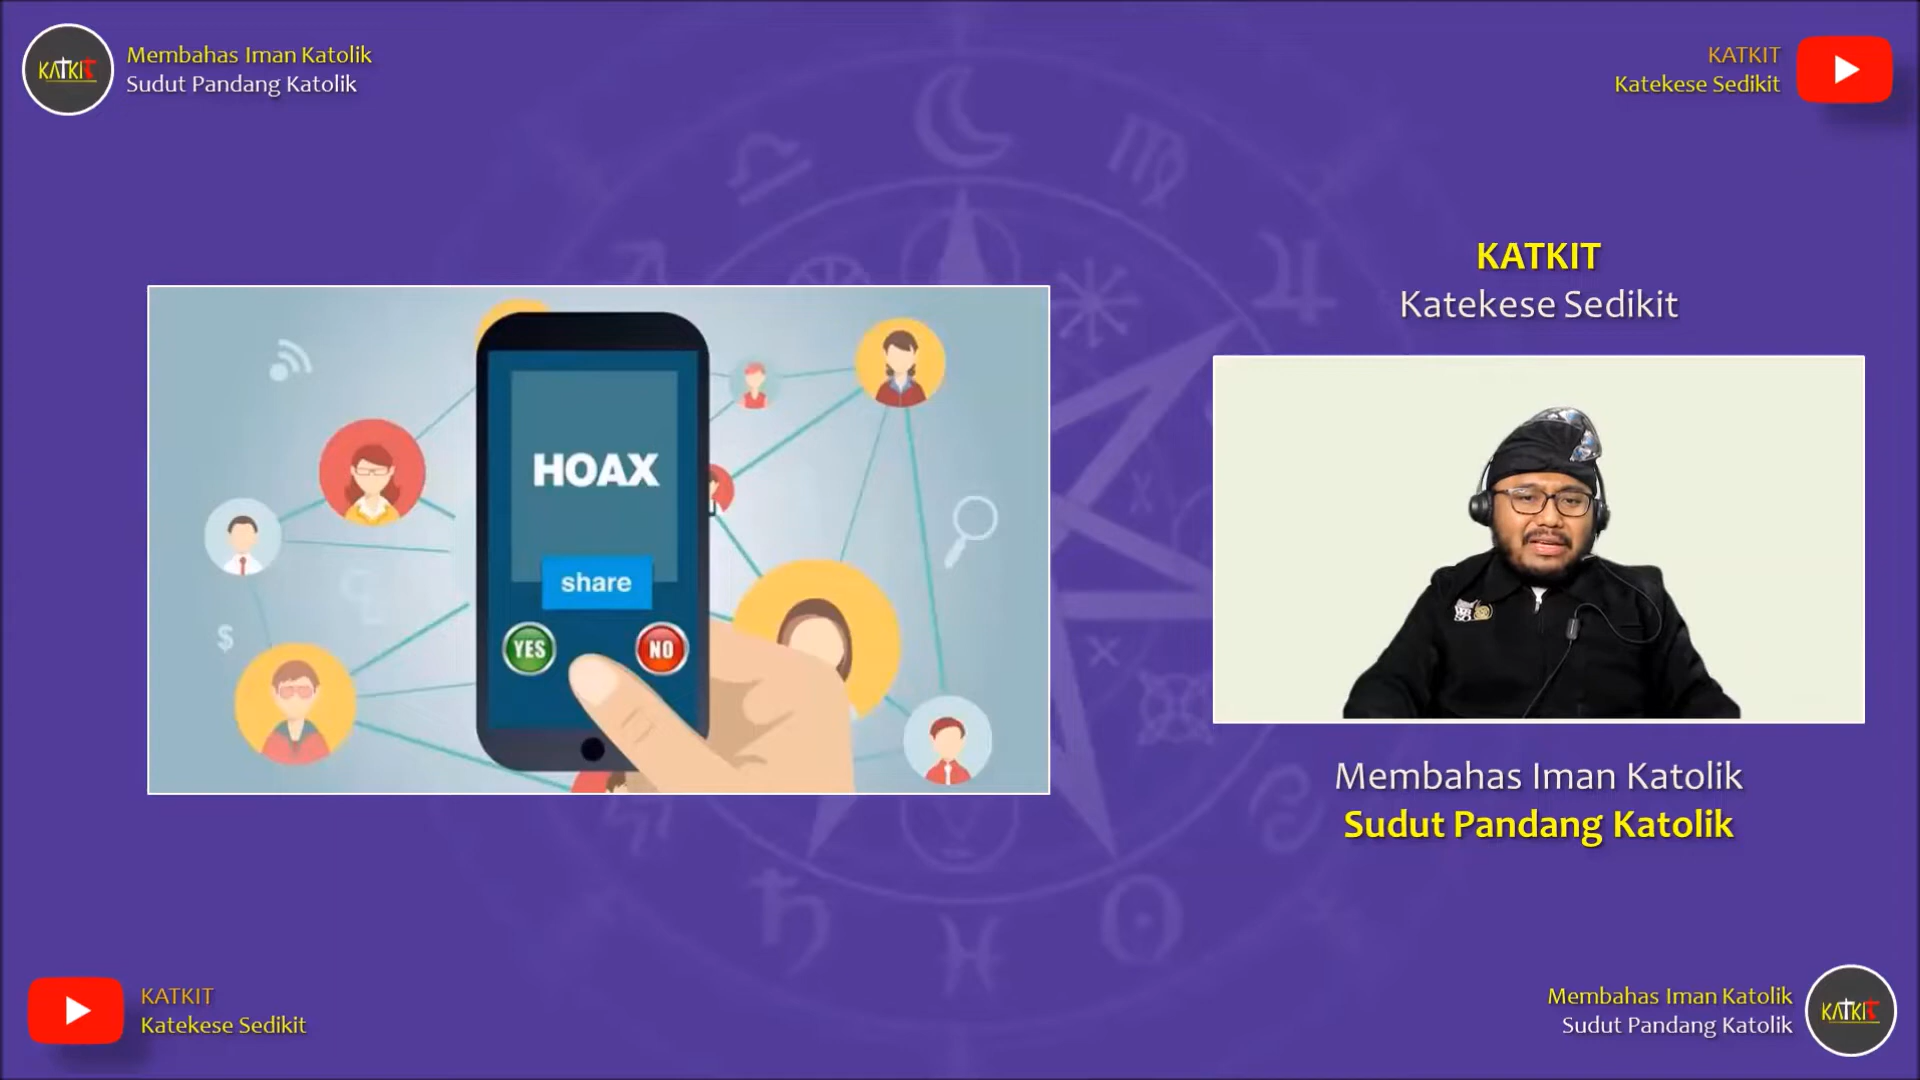 KATKIT
Membahas Iman Katolik
Sudut Pandang Katolik
KATKIT
Katekese Sedikit
HOAX
share
YES
NO
$
KATKIT
Katekese Sedikit
Membahas Iman Katolik
Sudut Pandang Katolik
KATKIT
Katekese Sedikit
Membahas Iman Katolik
Sudut Pandang Katolik
KATKIT